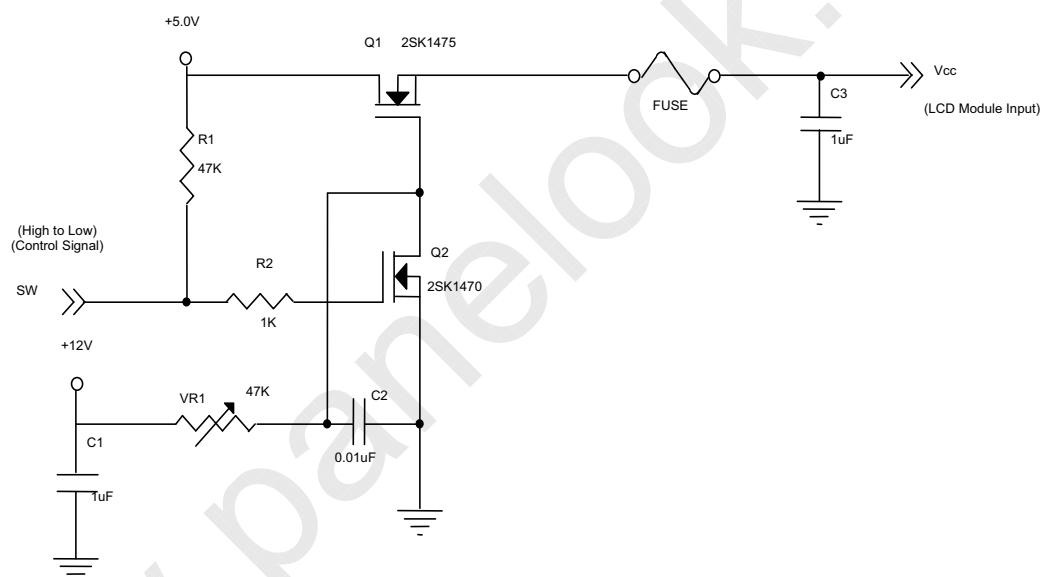 +5.0V
Q1 2SK1475
Vcc
FUSE
C3
(LCD Module Input)
R1
1uF
47K
(High to Low)
(Control Signal)
Q2
R2
2SK1470
SW
1K
+12V
47K
VR1
C2
C1
0.01uF
1uF
panelook.